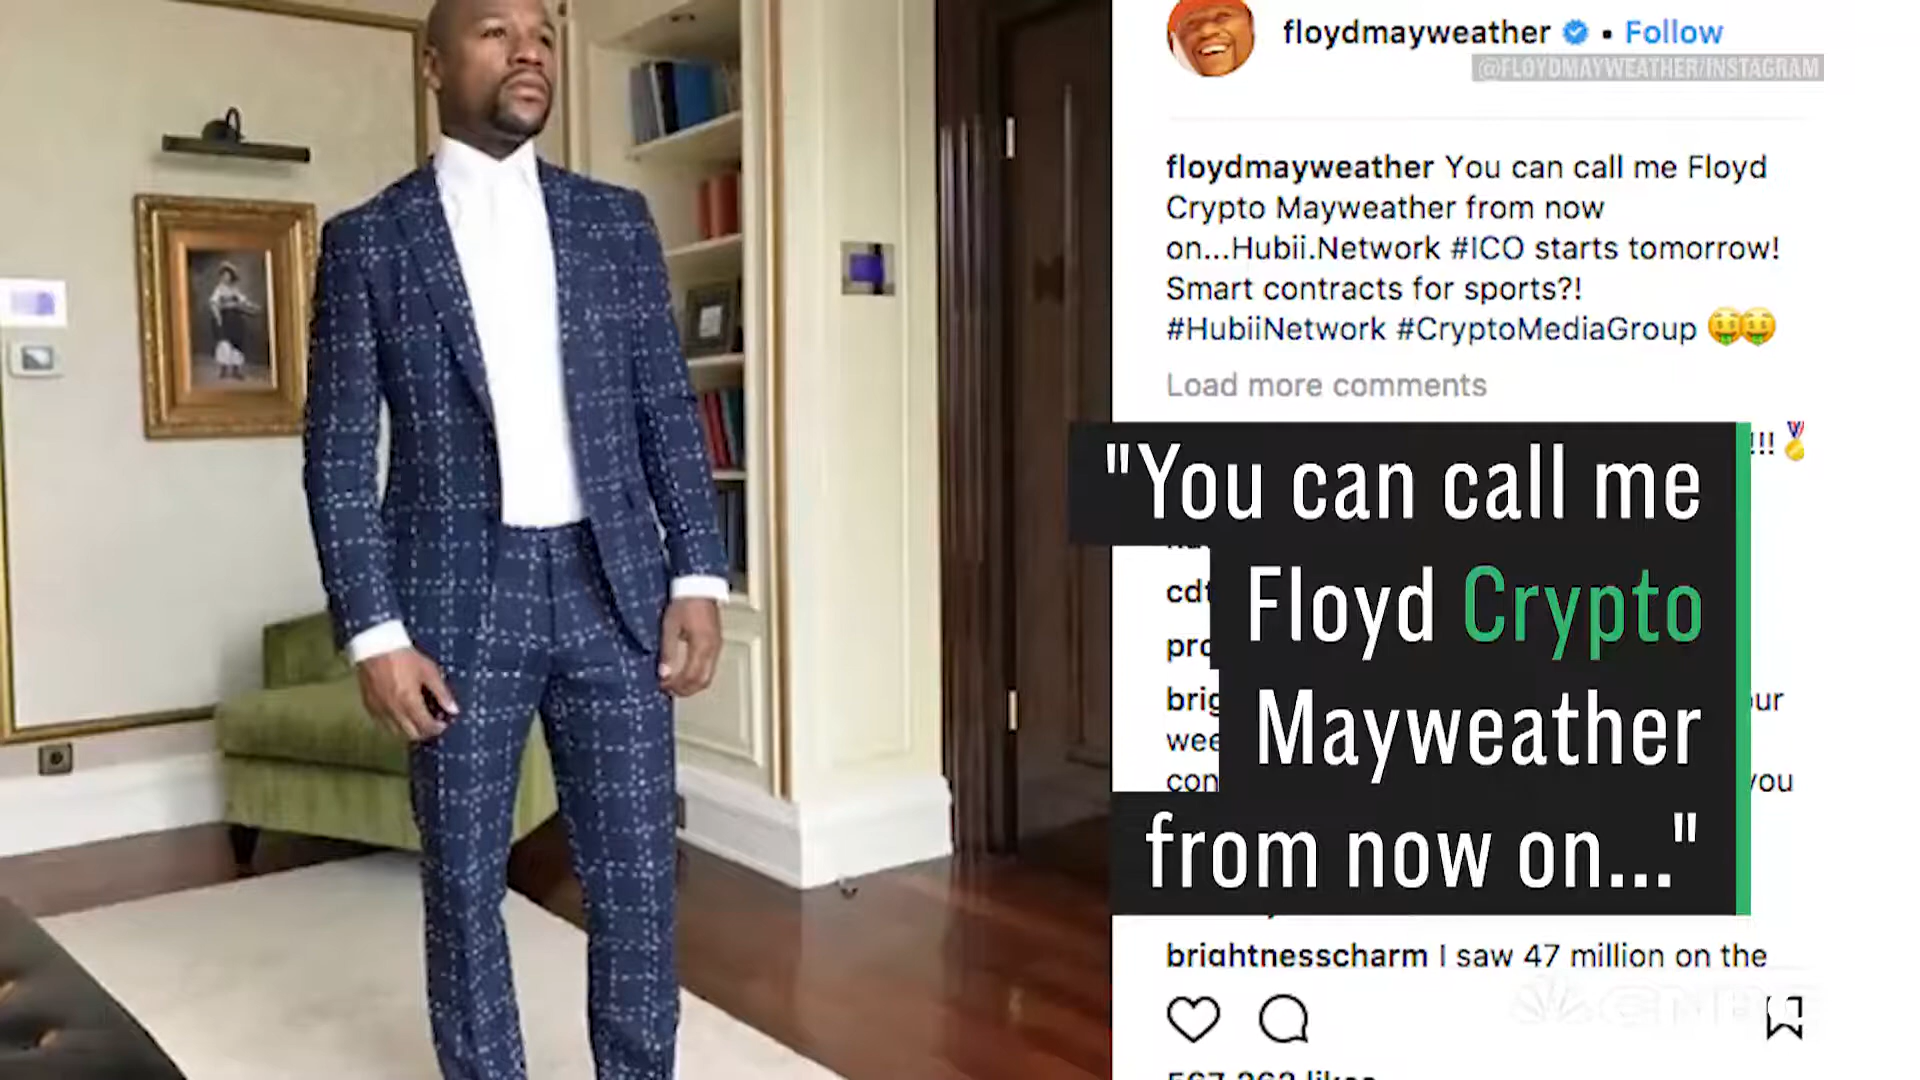 floydmayweather • Follow
@FLOYDMAYWEATHER/INSTAGRAM
floydmayweather You can call me Floyd
Crypto Mayweather from now
on...Hubii.Network #ICO starts tomorrow!
Smart contracts for sports?!
#HubiiNetwork #CryptoMediaGroup 🤑🤑
Load more comments
!!! 🏅
"You can call me
Floyd Crypto
Mayweather
from now on..."
brightnesscharm I saw 47 million on the
CNBC